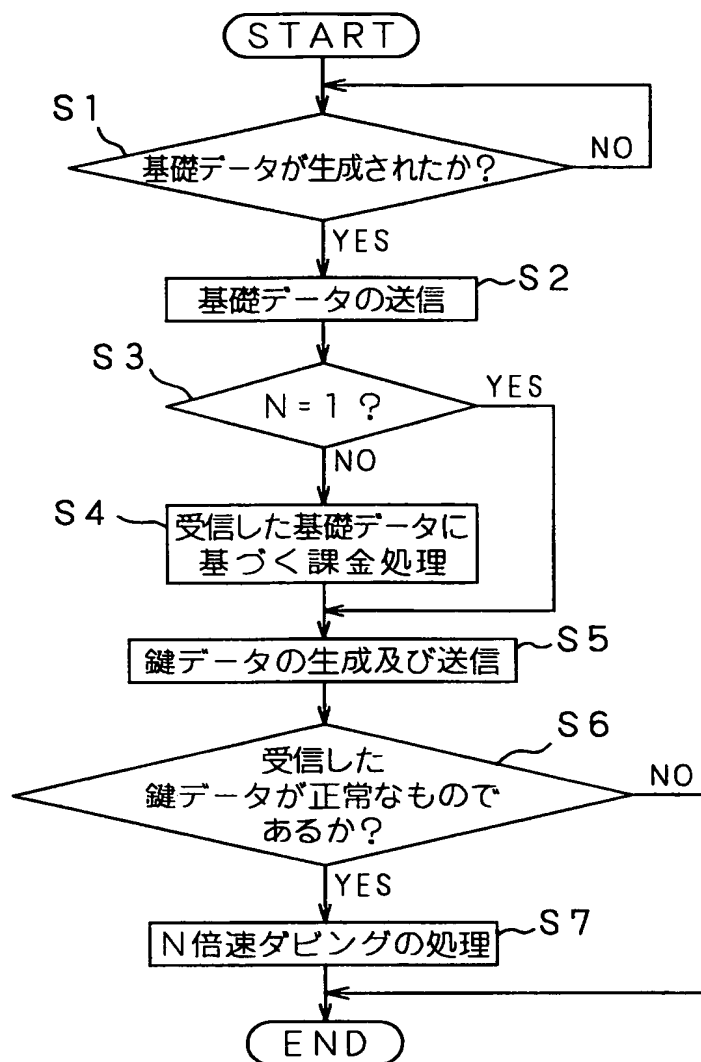 START
S1
基礎データが生成されたか?
NO
YES
基礎データの送信
S2
S3
N=1?
YES
NO
S4
受信した基礎データに
基づく課金処理
鍵データの生成及び送信
S5
S6
受信した
鍵データが正常なもので
あるか?
NO
YES
N倍速ダビングの処理
S7
END